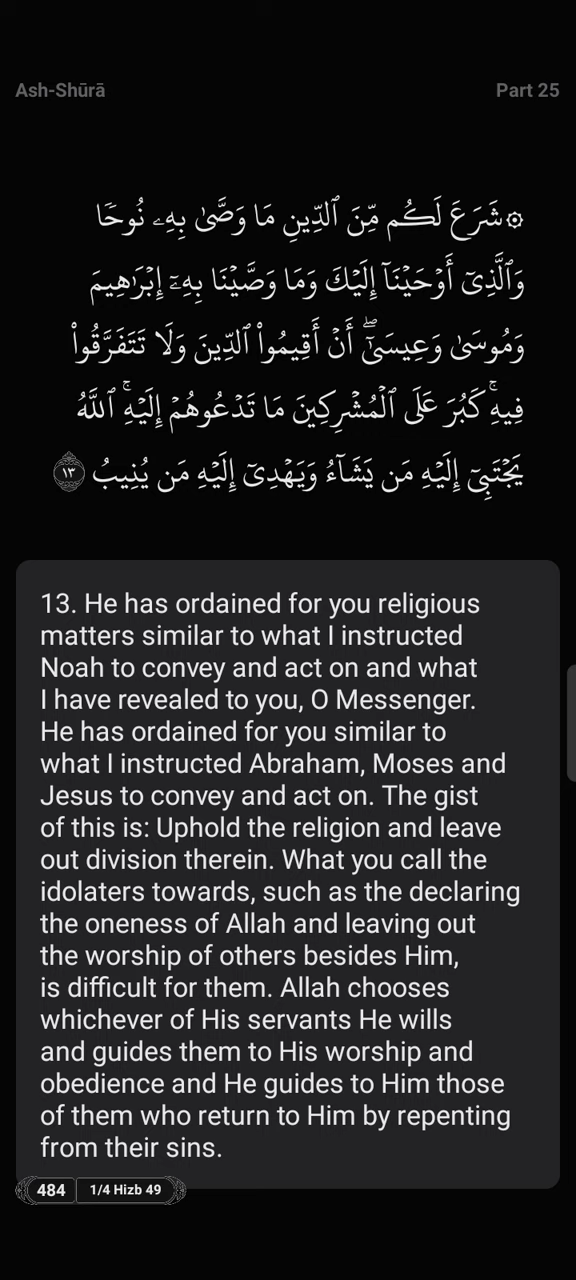 Ash-Shūrā
Part 25
۞شَرَعَ لَكُم مِّنَ ٱلدِّينِ مَا وَصَّىٰ بِهِۦ نُوحٗا
وَٱلَّذِيٓ أَوۡحَيۡنَآ إِلَيۡكَ وَمَا وَصَّيۡنَا بِهِۦٓ إِبۡرَٰهِيمَ
وَمُوسَىٰ وَعِيسَىٰٓۖ أَنۡ أَقِيمُواْ ٱلدِّينَ وَلَا تَتَفَرَّقُواْ
فِيهِۚ كَبُرَ عَلَى ٱلۡمُشۡرِكِينَ مَا تَدۡعُوهُمۡ إِلَيۡهِۚ ٱللَّهُ
يَجۡتَبِيٓ إِلَيۡهِ مَن يَشَآءُ وَيَهۡدِيٓ إِلَيۡهِ مَن يُنِيبُ ١٣
13. He has ordained for you religious
matters similar to what I instructed
Noah to convey and act on and what
I have revealed to you, O Messenger.
He has ordained for you similar to
what I instructed Abraham, Moses and
Jesus to convey and act on. The gist
of this is: Uphold the religion and leave
out division therein. What you call the
idolaters towards, such as the declaring
the oneness of Allah and leaving out
the worship of others besides Him,
is difficult for them. Allah chooses
whichever of His servants He wills
and guides them to His worship and
obedience and He guides to Him those
of them who return to Him by repenting
from their sins.
484
1/4 Hizb 49